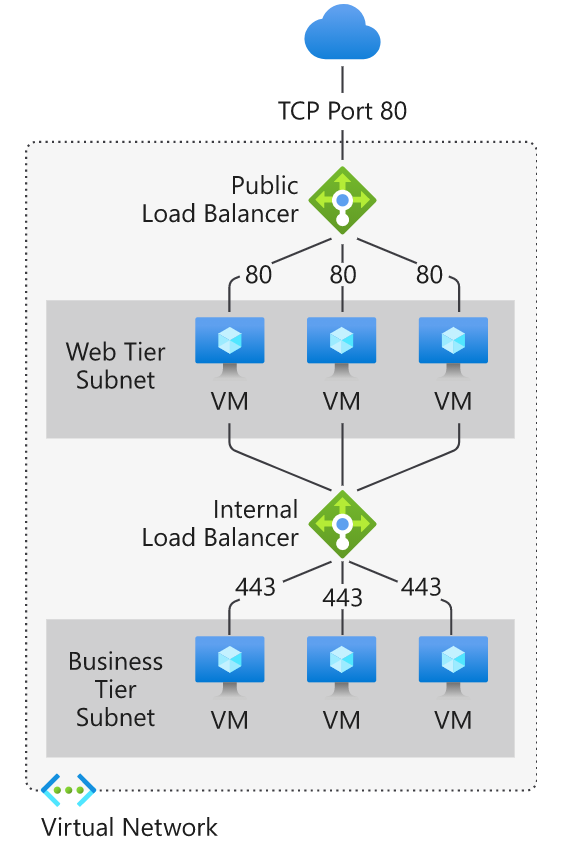 TCP Port 80
Public
Load Balancer
80 80 80
Web Tier
Subnet
VM VM VM
Internal
Load Balancer
443 443 443
Business
Tier
Subnet
VM VM VM
Virtual Network